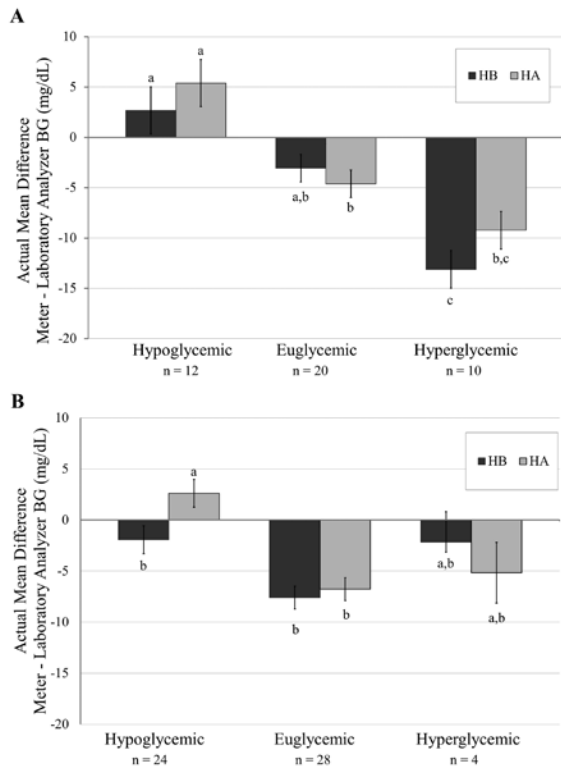 A
Actual Mean Difference
Meter - Laboratory Analyzer BG (mg/dL)
10
5
0
-5
-10
-15
-20
HB HA
a
a
a,b
b
c
b,c
Hypoglycemic
n = 12
Euglycemic
n = 20
Hyperglycemic
n = 10
B
Actual Mean Difference
Meter - Laboratory Analyzer BG (mg/dL)
10
5
0
-5
-10
-15
-20
HB HA
b
a
b
b
a,b
a,b
Hypoglycemic
n = 24
Euglycemic
n = 28
Hyperglycemic
n = 4